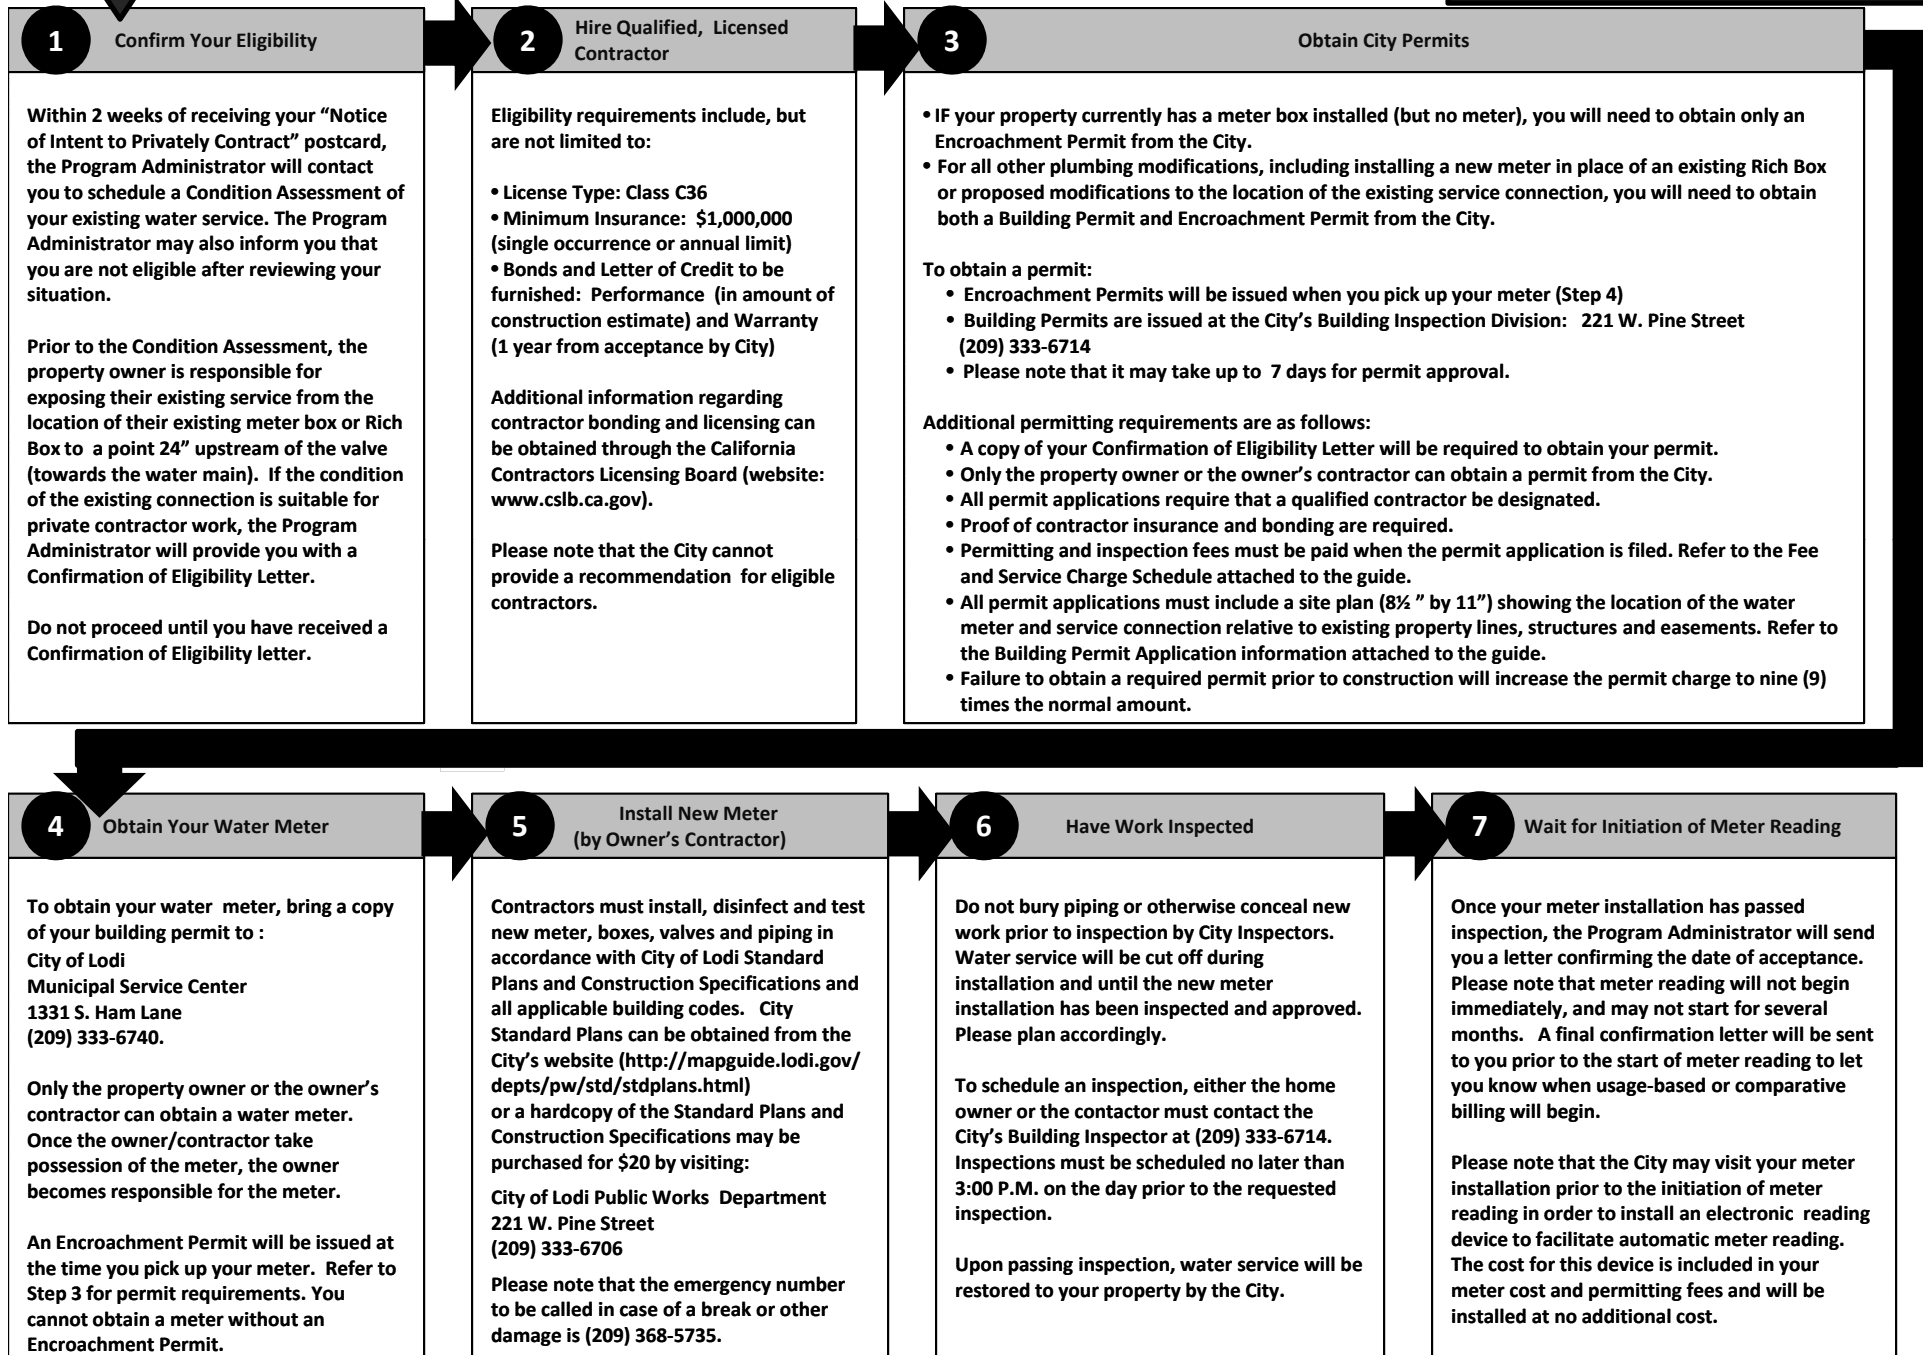 1
Confirm Your Eligibility
Within 2 weeks of receiving your “Notice
of Intent to Privately Contract” postcard,
the Program Administrator will contact
you to schedule a Condition Assessment of
your existing water service. The Program
Administrator may also inform you that
you are not eligible after reviewing your
situation.
Prior to the Condition Assessment, the
property owner is responsible for
exposing their existing service from the
location of their existing meter box or Rich
Box to a point 24” upstream of the valve
(towards the water main). If the condition
of the existing connection is suitable for
private contractor work, the Program
Administrator will provide you with a
Confirmation of Eligibility Letter.
Do not proceed until you have received a
Confirmation of Eligibility letter.
2
Hire Qualified, Licensed
Contractor
Eligibility requirements include, but
are not limited to:
• License Type: Class C36
• Minimum Insurance: $1,000,000
(single occurrence or annual limit)
• Bonds and Letter of Credit to be
furnished: Performance (in amount of
construction estimate) and Warranty
(1 year from acceptance by City)
Additional information regarding
contractor bonding and licensing can
be obtained through the California
Contractors Licensing Board (website:
www.cslb.ca.gov).
Please note that the City cannot
provide a recommendation for eligible
contractors.
3
Obtain City Permits
• IF your property currently has a meter box installed (but no meter), you will need to obtain only an
Encroachment Permit from the City.
• For all other plumbing modifications, including installing a new meter in place of an existing Rich Box
or proposed modifications to the location of the existing service connection, you will need to obtain
both a Building Permit and Encroachment Permit from the City.
To obtain a permit:
• Encroachment Permits will be issued when you pick up your meter (Step 4)
• Building Permits are issued at the City’s Building Inspection Division: 221 W. Pine Street
(209) 333-6714
• Please note that it may take up to 7 days for permit approval.
Additional permitting requirements are as follows:
• A copy of your Confirmation of Eligibility Letter will be required to obtain your permit.
• Only the property owner or the owner’s contractor can obtain a permit from the City.
• All permit applications require that a qualified contractor be designated.
• Proof of contractor insurance and bonding are required.
• Permitting and inspection fees must be paid when the permit application is filed. Refer to the Fee
and Service Charge Schedule attached to the guide.
• All permit applications must include a site plan (8½ ” by 11”) showing the location of the water
meter and service connection relative to existing property lines, structures and easements. Refer to
the Building Permit Application information attached to the guide.
• Failure to obtain a required permit prior to construction will increase the permit charge to nine (9)
times the normal amount.
4
Obtain Your Water Meter
To obtain your water meter, bring a copy
of your building permit to :
City of Lodi
Municipal Service Center
1331 S. Ham Lane
(209) 333-6740.
Only the property owner or the owner’s
contractor can obtain a water meter.
Once the owner/contractor take
possession of the meter, the owner
becomes responsible for the meter.
An Encroachment Permit will be issued at
the time you pick up your meter. Refer to
Step 3 for permit requirements. You
cannot obtain a meter without an
Encroachment Permit.
5
Install New Meter
(by Owner’s Contractor)
Contractors must install, disinfect and test
new meter, boxes, valves and piping in
accordance with City of Lodi Standard
Plans and Construction Specifications and
all applicable building codes. City
Standard Plans can be obtained from the
City’s website (http://mapguide.lodi.gov/
depts/pw/std/stdplans.html)
or a hardcopy of the Standard Plans and
Construction Specifications may be
purchased for $20 by visiting:
City of Lodi Public Works Department
221 W. Pine Street
(209) 333-6706
Please note that the emergency number
to be called in case of a break or other
damage is (209) 368-5735.
6
Have Work Inspected
Do not bury piping or otherwise conceal new
work prior to inspection by City Inspectors.
Water service will be cut off during
installation and until the new meter
installation has been inspected and approved.
Please plan accordingly.
To schedule an inspection, either the home
owner or the contactor must contact the
City’s Building Inspector at (209) 333-6714.
Inspections must be scheduled no later than
3:00 P.M. on the day prior to the requested
inspection.
Upon passing inspection, water service will be
restored to your property by the City.
7
Wait for Initiation of Meter Reading
Once your meter installation has passed
inspection, the Program Administrator will send
you a letter confirming the date of acceptance.
Please note that meter reading will not begin
immediately, and may not start for several
months. A final confirmation letter will be sent
to you prior to the start of meter reading to let
you know when usage-based or comparative
billing will begin.
Please note that the City may visit your meter
installation prior to the initiation of meter
reading in order to install an electronic reading
device to facilitate automatic meter reading.
The cost for this device is included in your
meter cost and permitting fees and will be
installed at no additional cost.